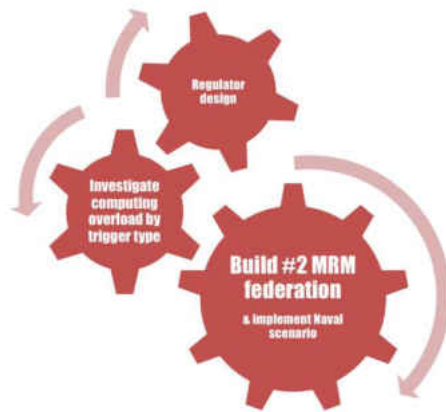 Regulator
design
Investigate
computing
overload by
trigger type
Build #2 MRM
federation
& implement Naval
scenario